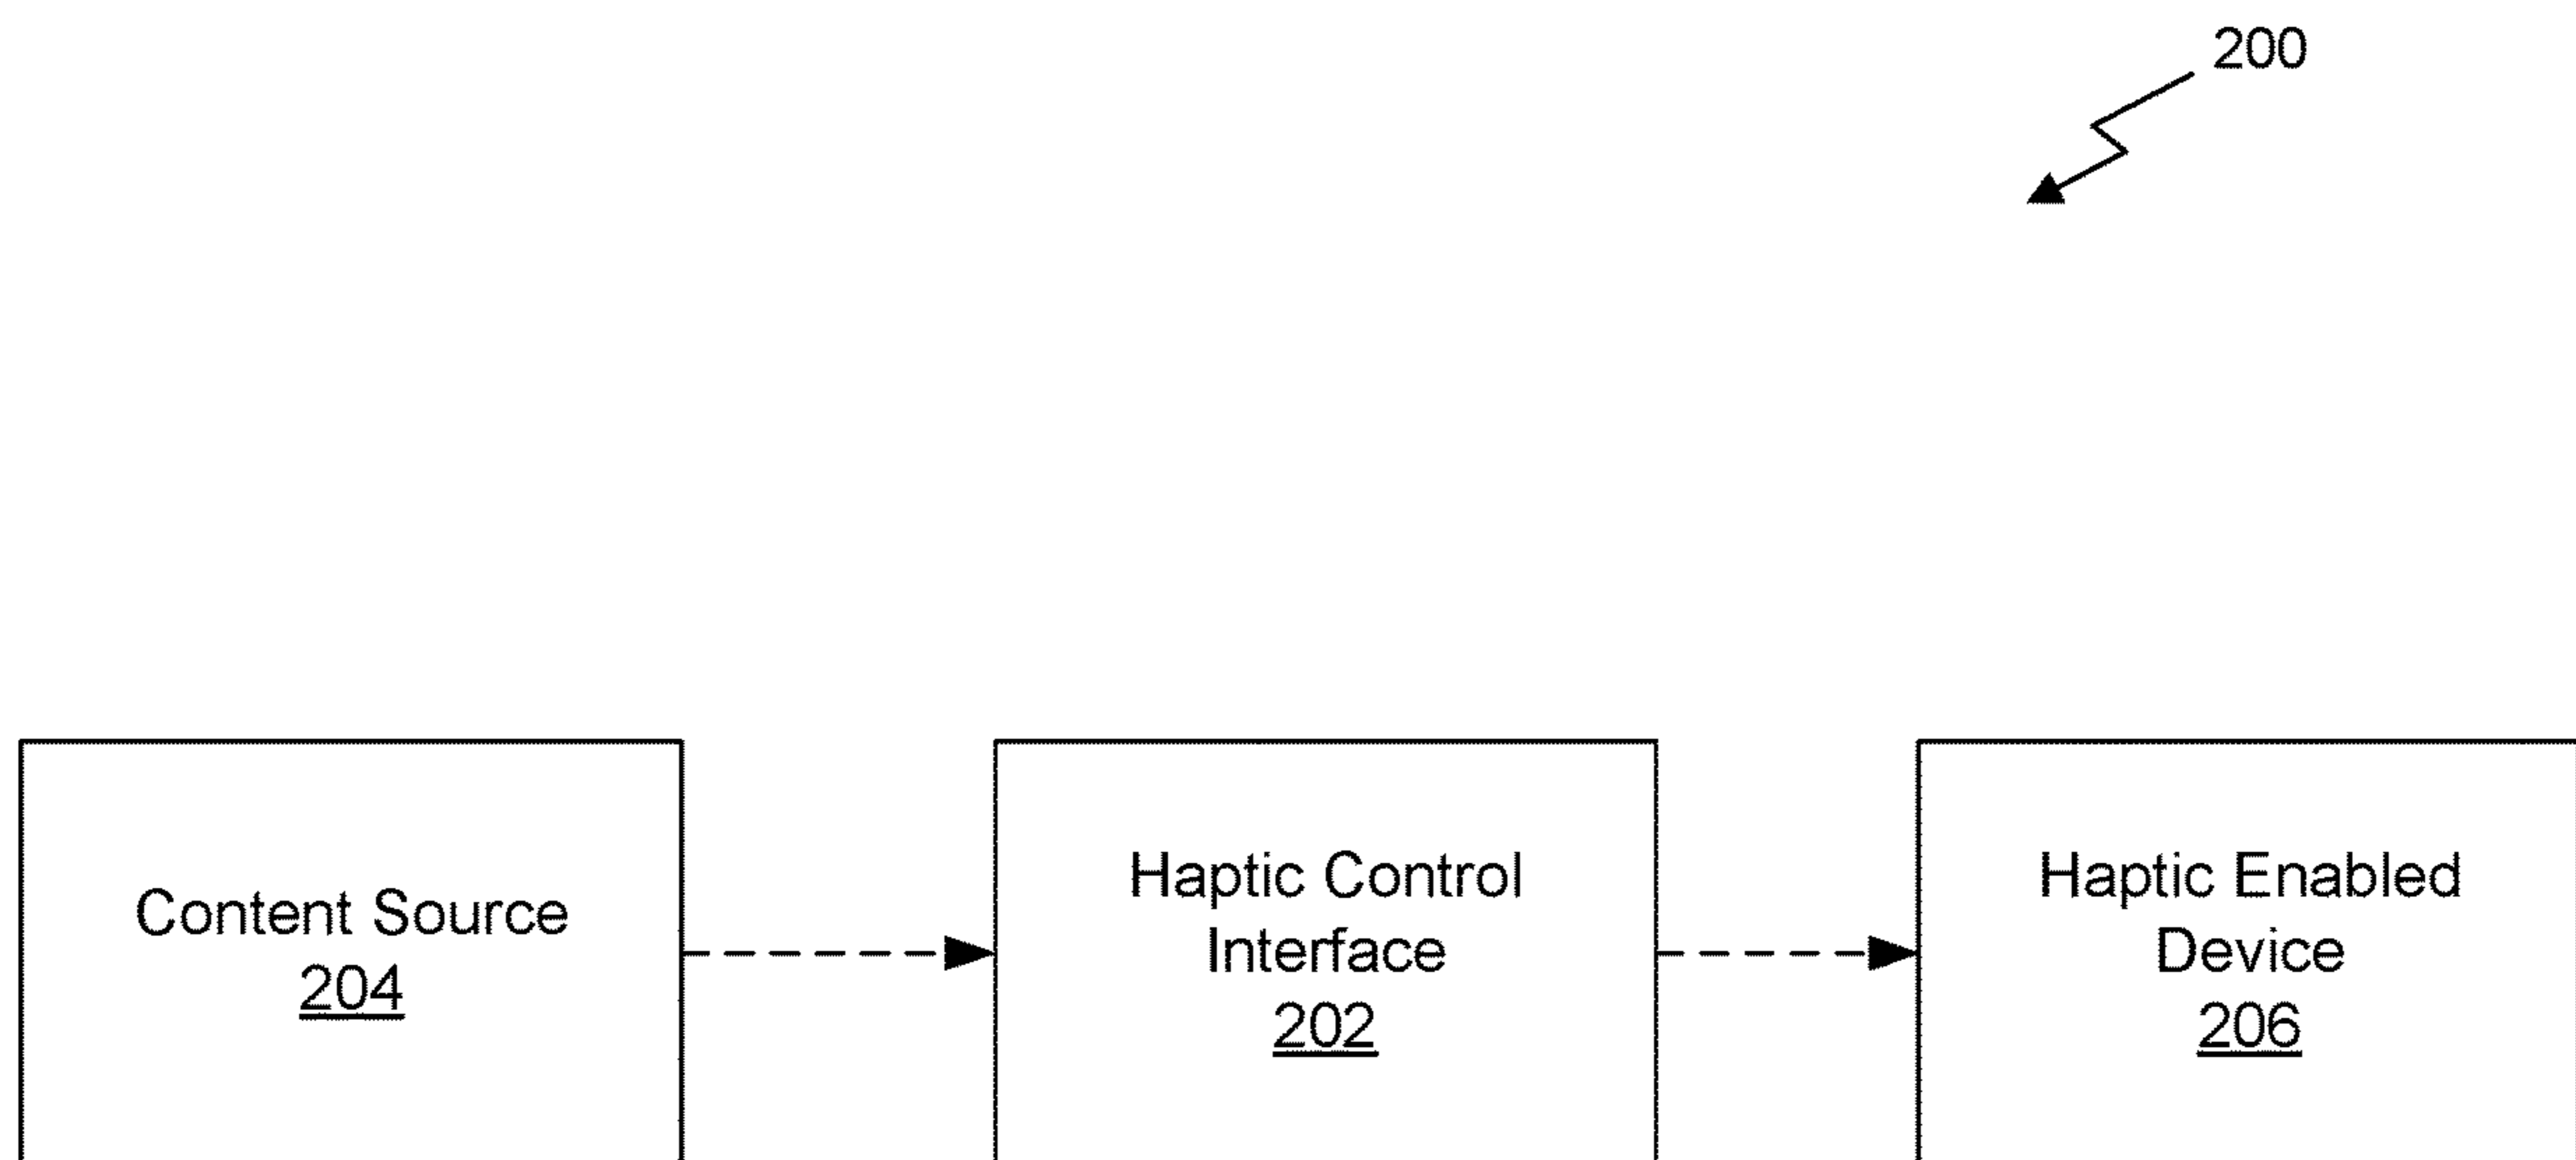 200
Content Source
204
Haptic Control
Interface
202
Haptic Enabled
Device
206